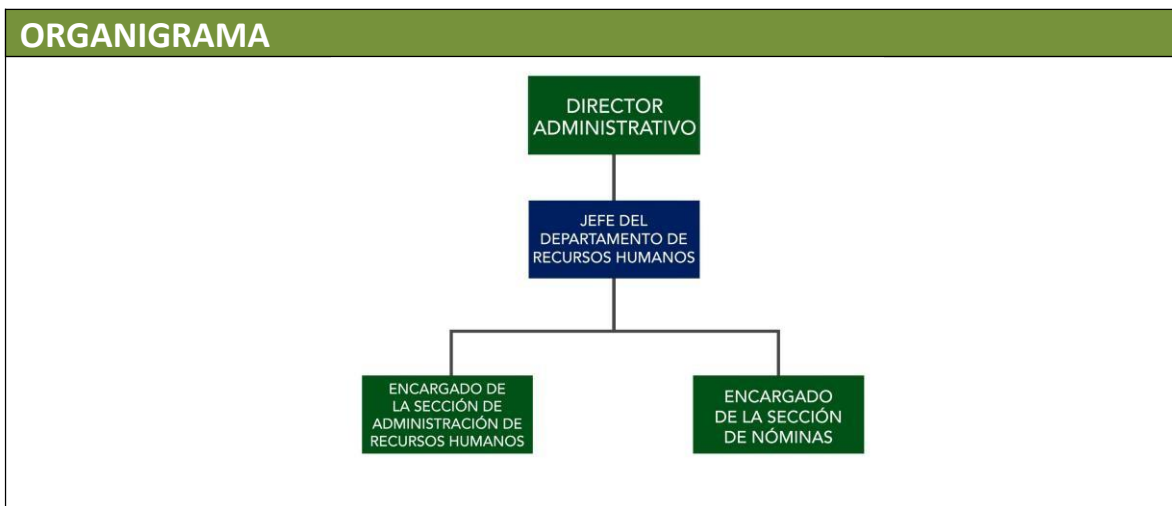 ORGANIGRAMA
DIRECTOR
ADMINISTRATIVO
JEFE DEL
DEPARTAMENTO DE
RECURSOS HUMANOS
ENCARGADO DE
LA SECCIÓN DE
ADMINISTRACIÓN DE
RECURSOS HUMANOS
ENCARGADO
DE LA SECCIÓN
DE NÓMINAS